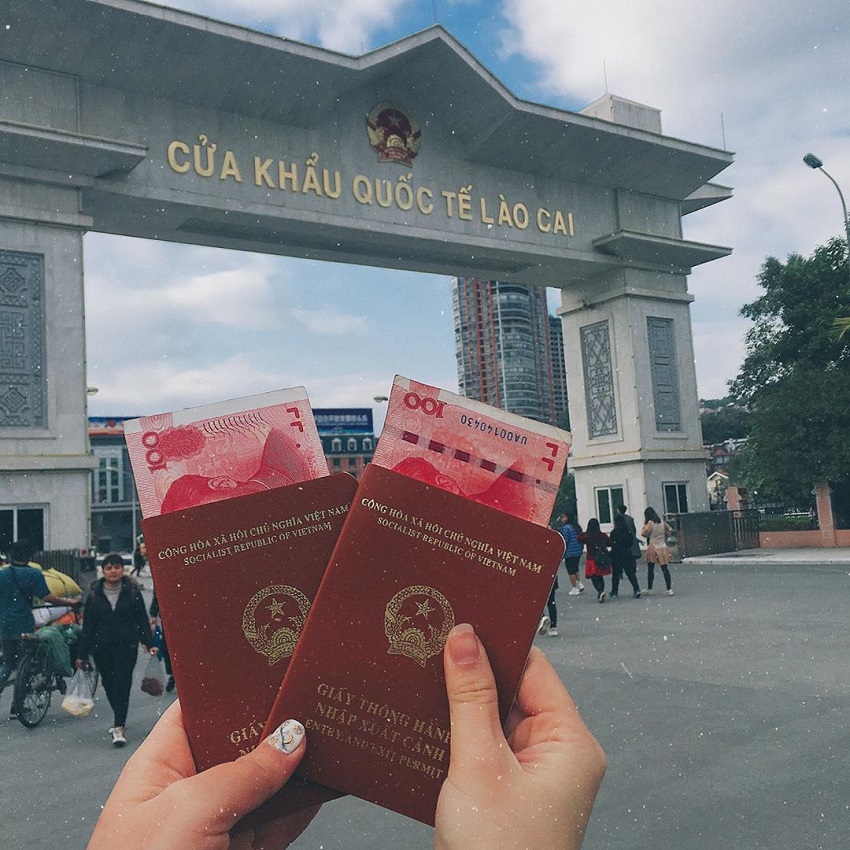 CỬA KHẨU QUỐC TẾ LÀO CAI
100
100
UA00140430
CỘNG HÒA XÃ HỘI CHỦ NGHĨA VIỆT NAM
SOCIALIST REPUBLIC OF VIETNAM
GIẤY
CỘNG HÒA XÃ HỘI CHỦ NGHĨA VIỆT NAM
SOCIALIST REPUBLIC OF VIETNAM
GIẤY THÔNG HÀNH
NHẬP XUẤT CẢNH
ENTRY AND EXIT PERMIT